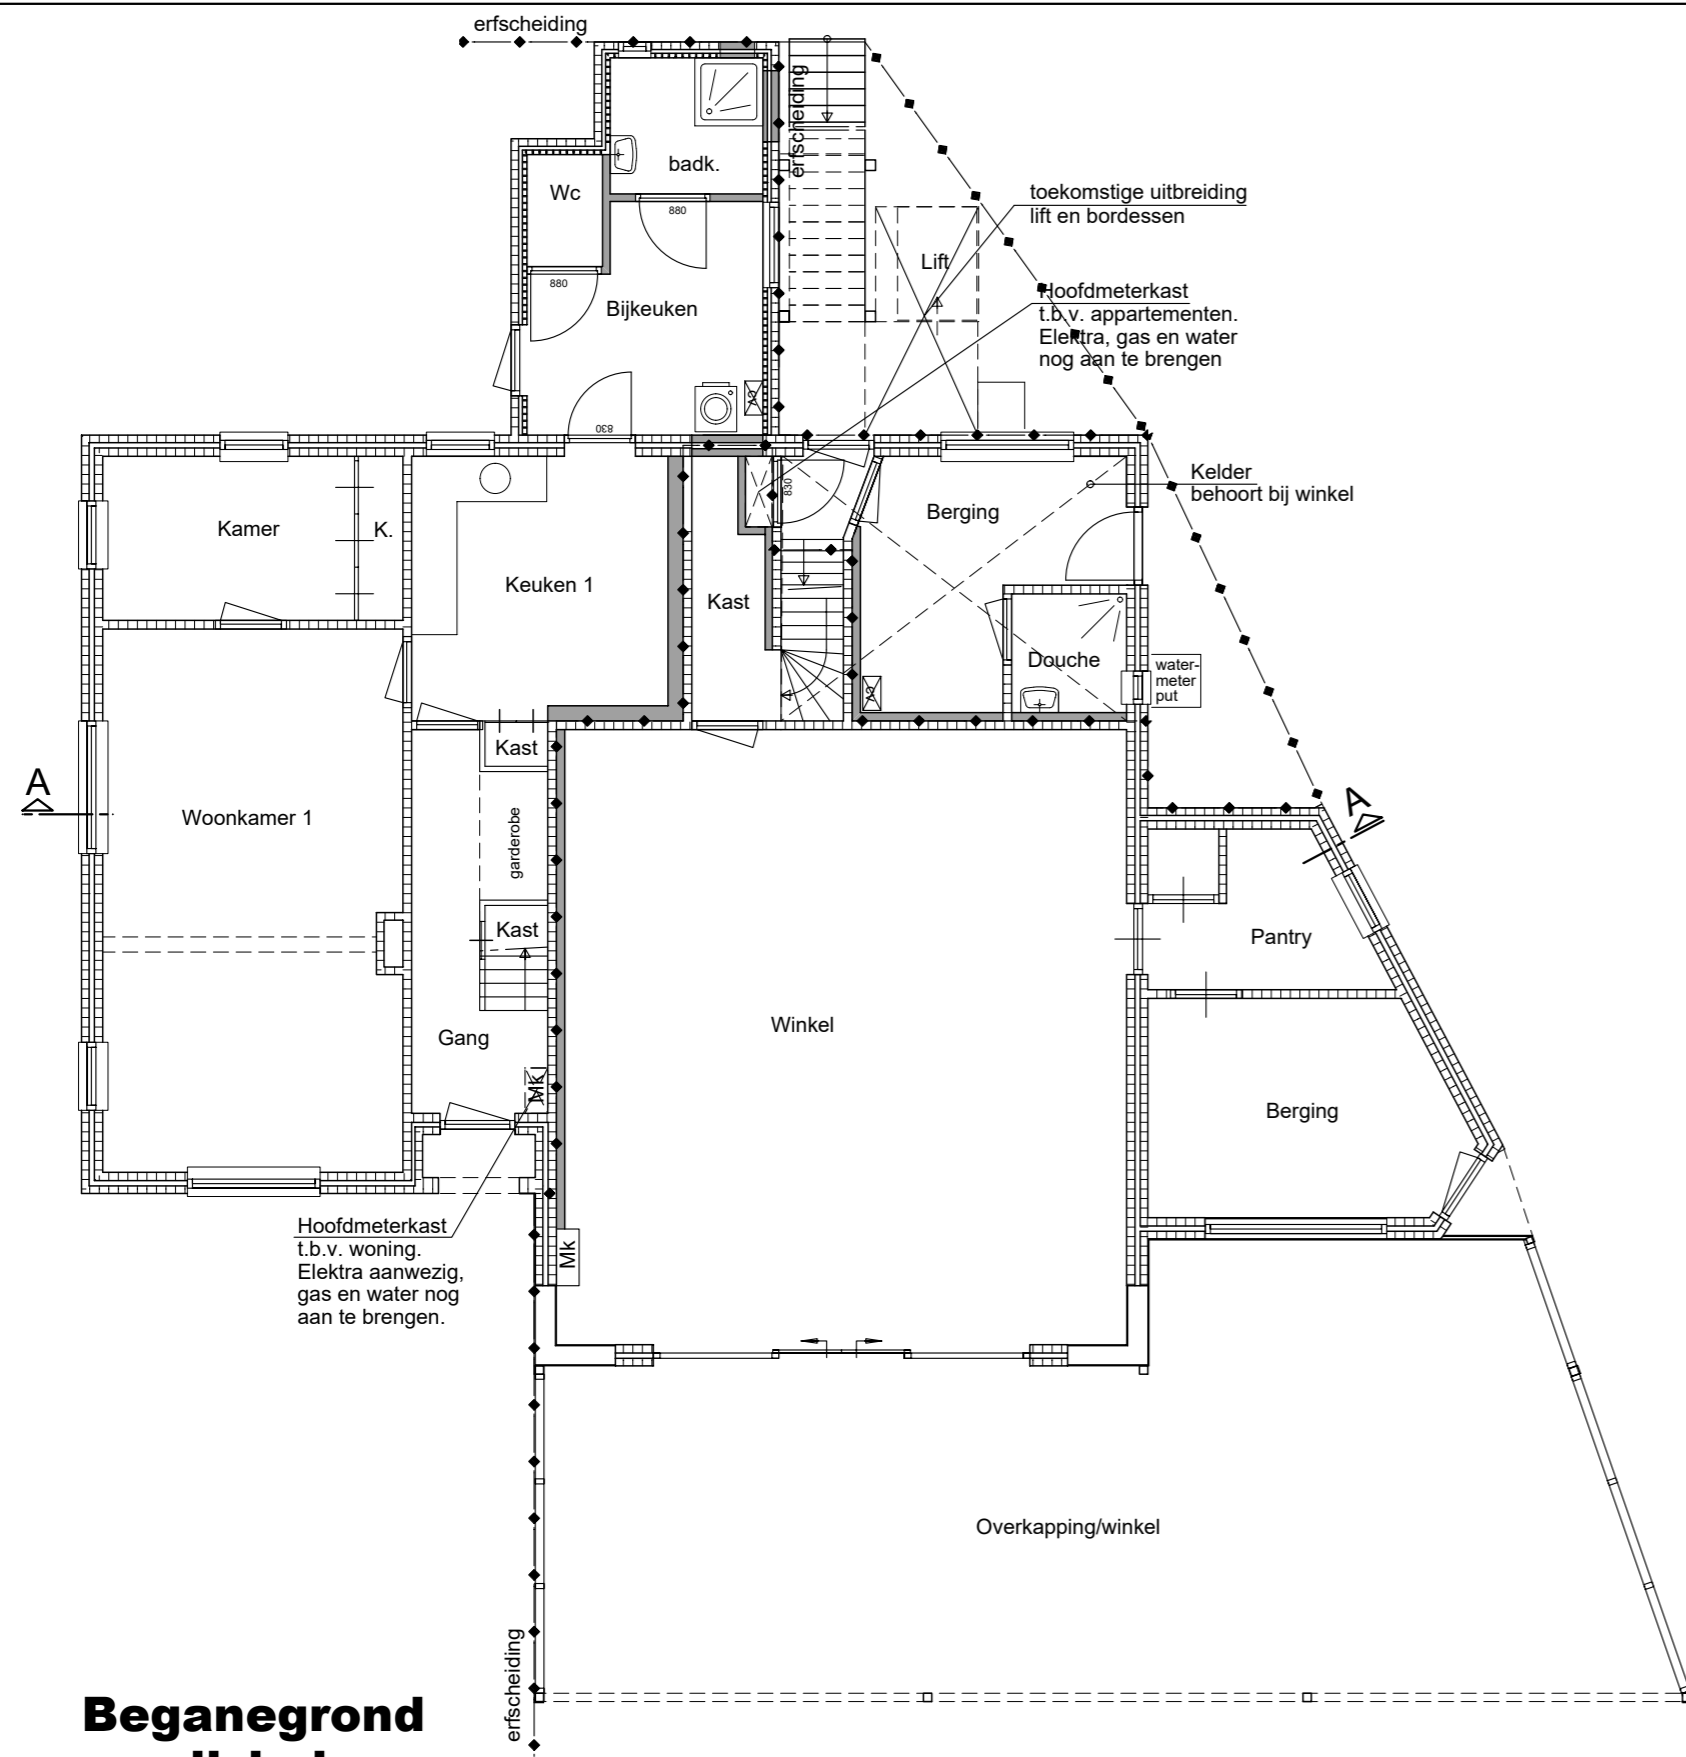 erfscheiding
erfscheiding
badk.
Wc
880
880
Bijkeuken
CV
830
toekomstige uitbreiding
lift en bordessen
Lift
Hoofdmeterkast
t.b.v. appartementen.
Elektra, gas en water
nog aan te brengen
Kelder
behoort bij winkel
Kamer
K.
Keuken 1
Kast
830
Berging
Douche
CV
water-
meter
put
A
Woonkamer 1
Kast
garderobe
Kast
Gang
Mk
Winkel
A
Pantry
Berging
Hoofdmeterkast
t.b.v. woning.
Elektra aanwezig,
gas en water nog
aan te brengen.
Mk
Overkapping/winkel
erfscheiding
Beganegrond